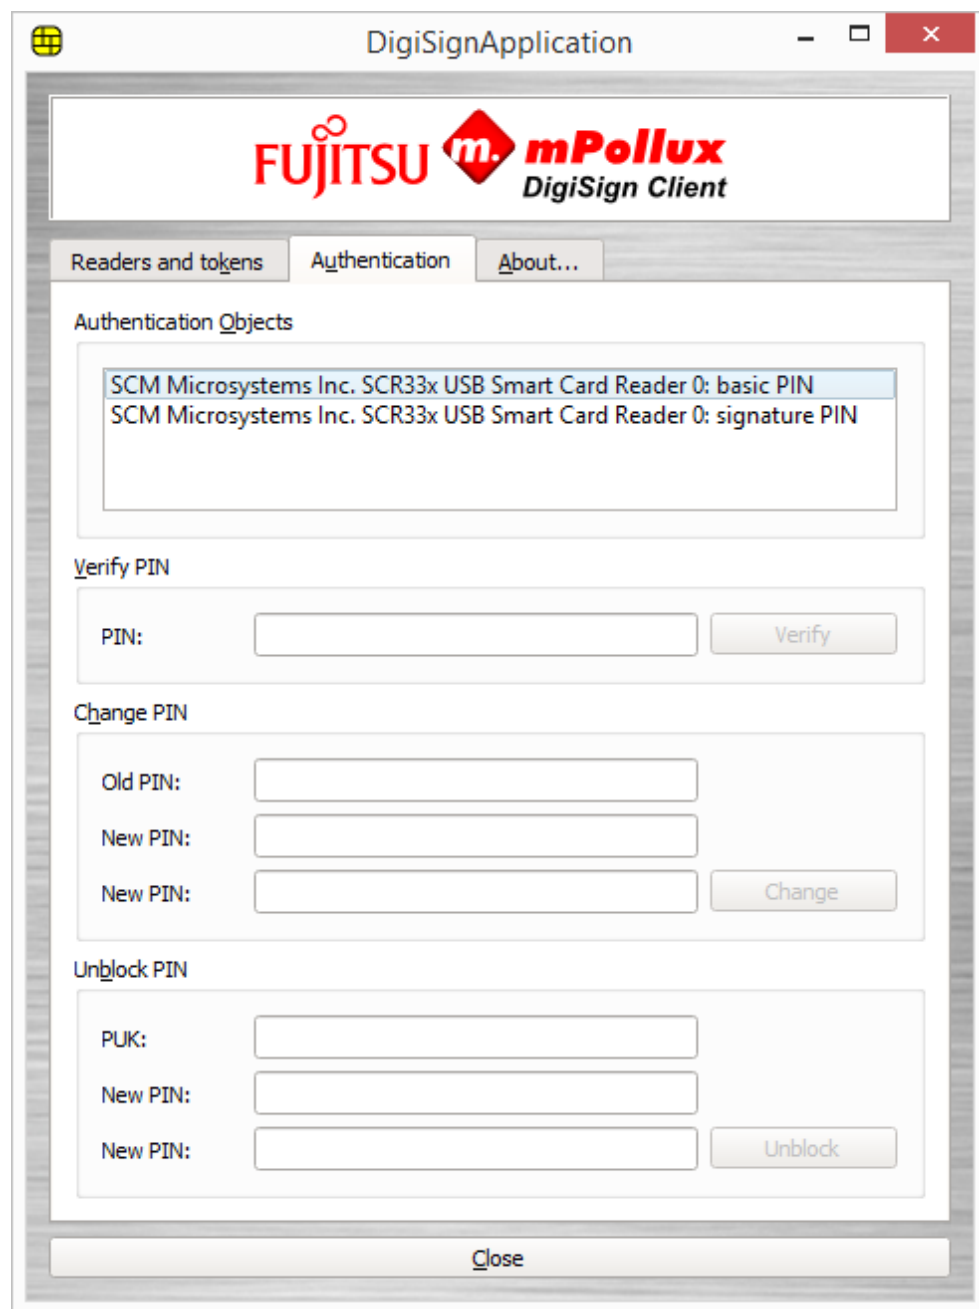 DigiSignApplication
FUJITSU m. mPollux
DigiSign Client
Readers and tokens Authentication About...
Authentication Objects
SCM Microsystems Inc. SCR33x USB Smart Card Reader 0: basic PIN
SCM Microsystems Inc. SCR33x USB Smart Card Reader 0: signature PIN
Verify PIN
PIN: Verify
Change PIN
Old PIN:
New PIN:
New PIN: Change
Unblock PIN
PUK:
New PIN:
New PIN: Unblock
Close